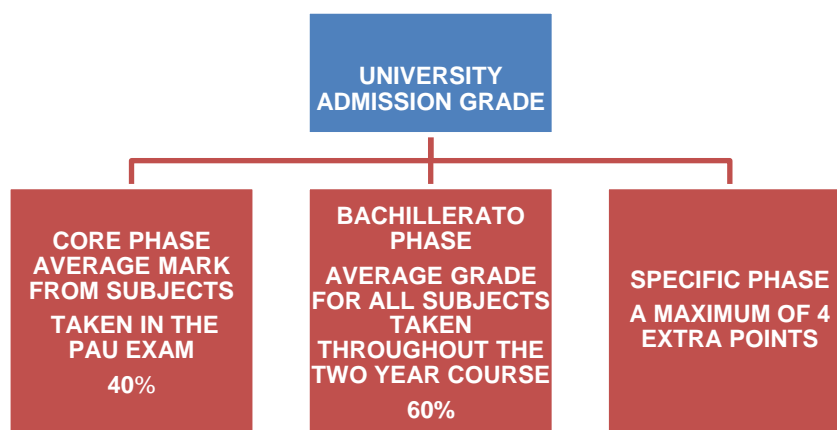 UNIVERSITY
ADMISSION GRADE
CORE PHASE
AVERAGE MARK
FROM SUBJECTS
TAKEN IN THE
PAU EXAM
40%
BACHILLERATO
PHASE
AVERAGE GRADE
FOR ALL SUBJECTS
TAKEN
THROUGHOUT THE
TWO YEAR COURSE
60%
SPECIFIC PHASE
A MAXIMUM OF 4
EXTRA POINTS